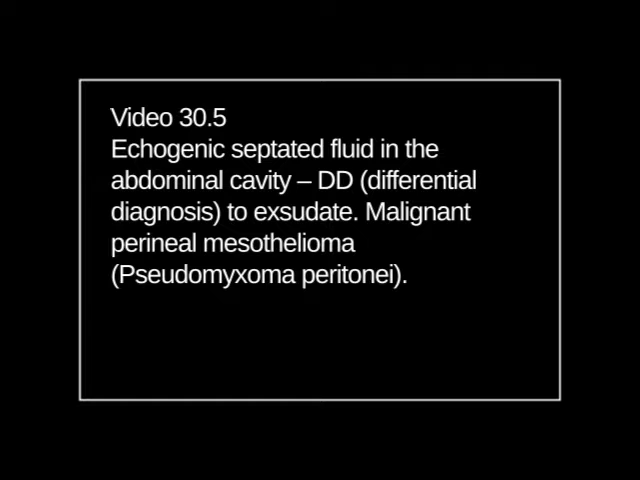 Video 30.5
Echogenic septated fluid in the
abdominal cavity – DD (differential
diagnosis) to exsudate. Malignant
perineal mesothelioma
(Pseudomyxoma peritonei).